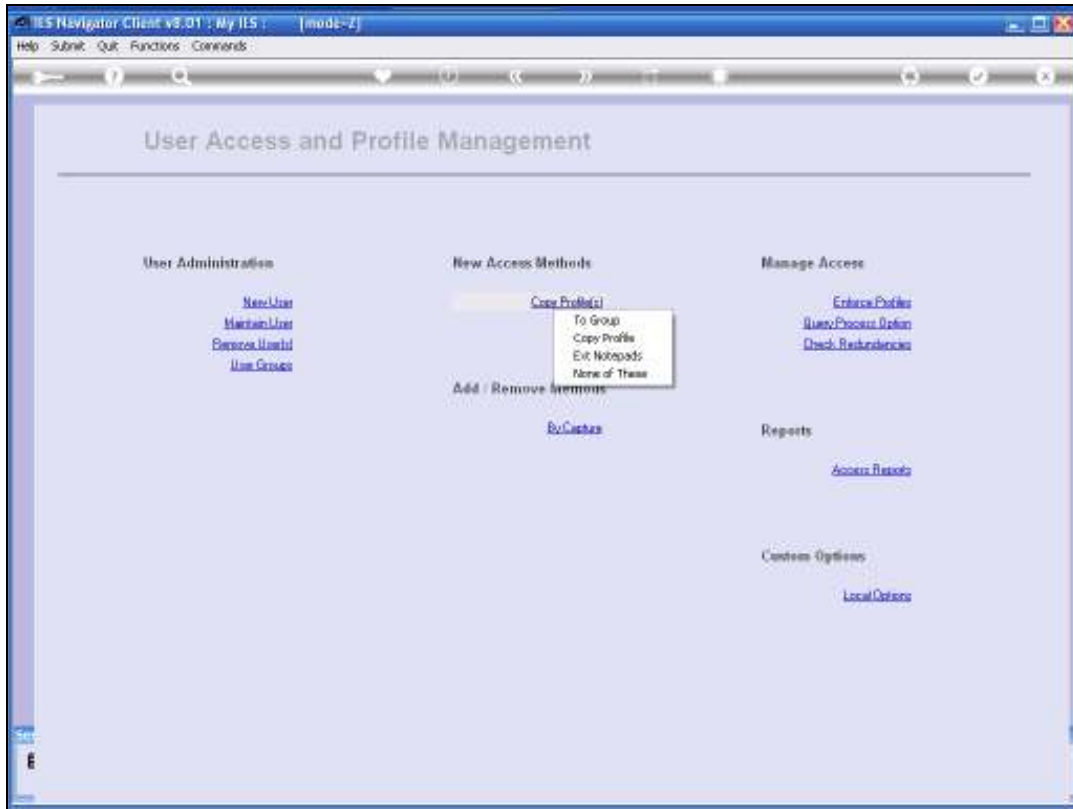 IES Navigator Client v8.01 : My IES : [mode=Z]
Help Submit Quit Functions Commands
User Access and Profile Management
User Administration
New User
Maintain User
Remove User(s)
User Groups
New Access Methods
Copy Profile(s)
To Group
Copy Profile
Exit Notepads
None of These
Add / Remove Methods
By Capture
Manage Access
Enforce Profiles
Query Process Option
Check Redundancies
Reports
Access Reports
Custom Options
Local Options